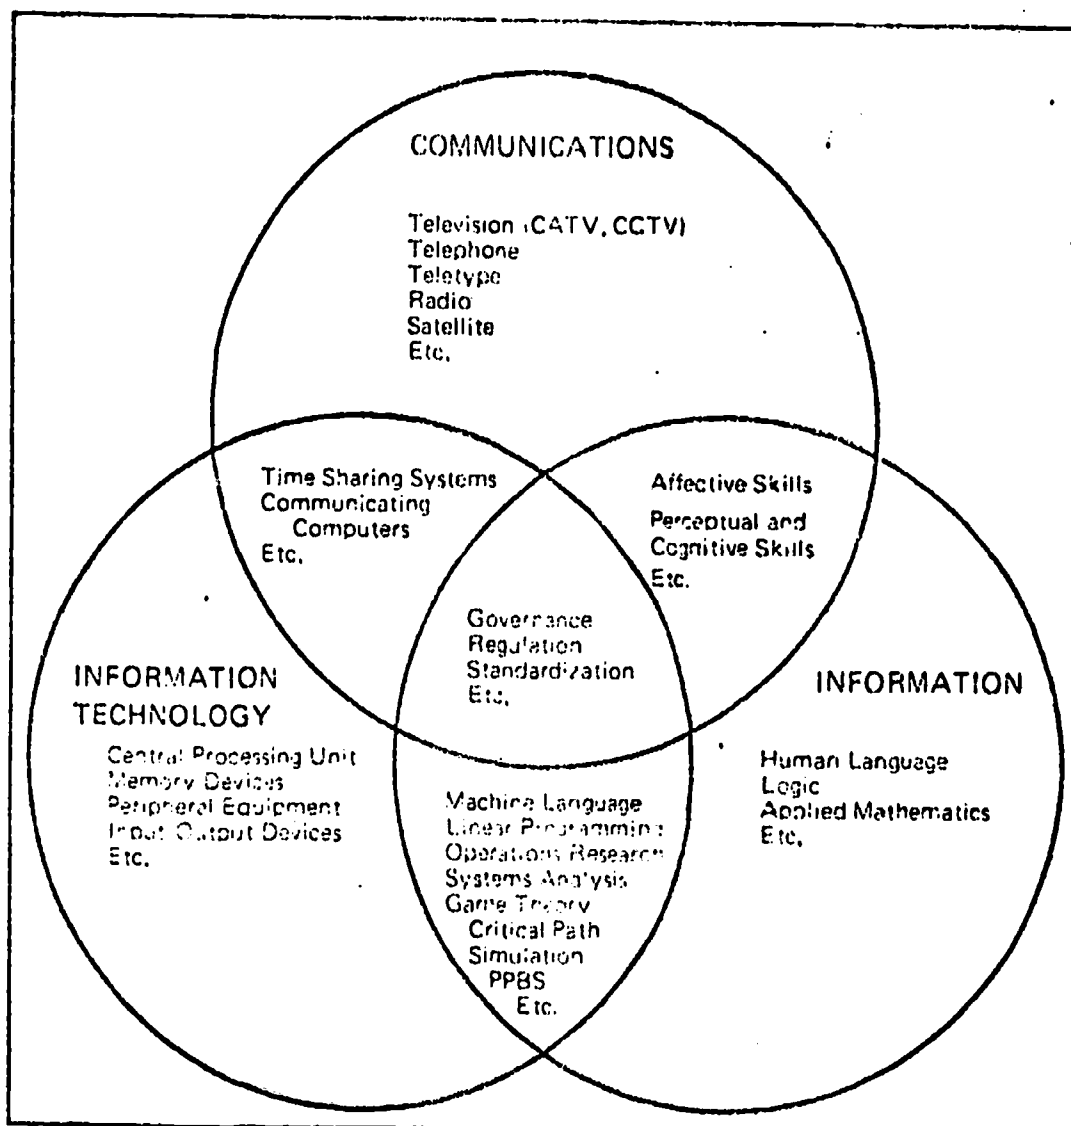 COMMUNICATIONS
Television (CATV, CCTV)
Telephone
Teletype
Radio
Satellite
Etc.
Time Sharing Systems
Communicating
Computers
Etc.
Affective Skills
Perceptual and
Cognitive Skills
Etc.
Governance
Regulation
Standardization
Etc.
INFORMATION
TECHNOLOGY
Central Processing Unit
Memory Devices
Peripheral Equipment
Input Output Devices
Etc.
INFORMATION
Human Language
Logic
Applied Mathematics
Etc.
Machine Language
Linear Programming
Operations Research
Systems Analysis
Game Theory
Critical Path
Simulation
PPBS
Etc.